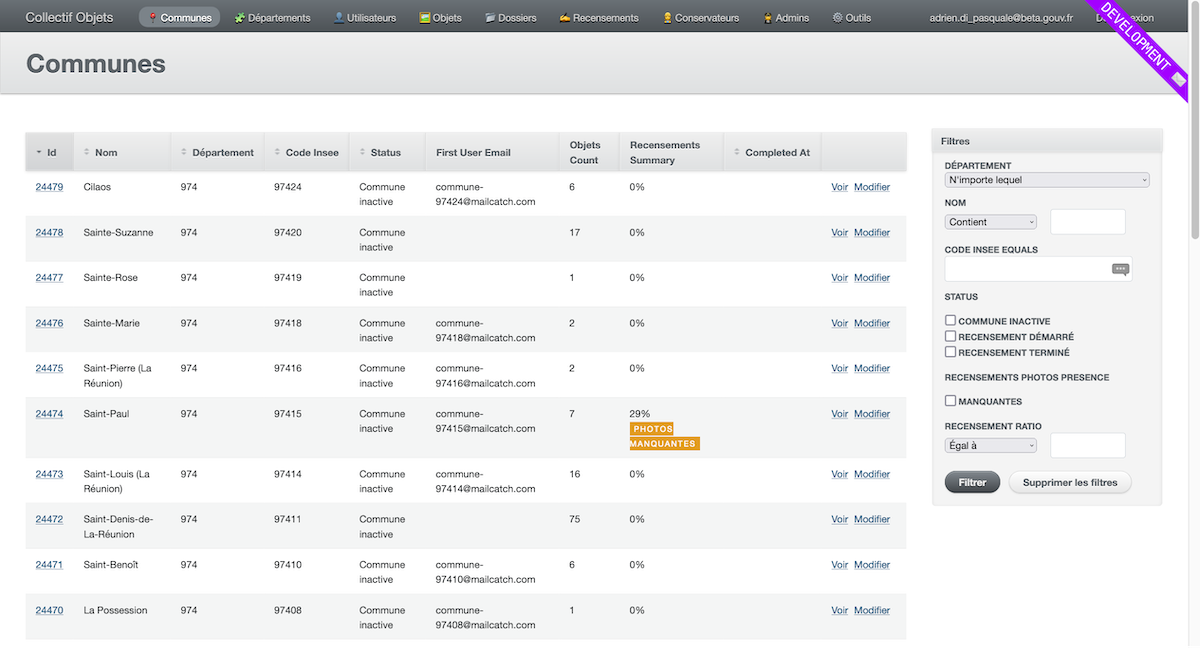 Collectif Objets
Communes
Départements
Utilisateurs
Objets
Dossiers
Recensements
Conservateurs
Admins
Outils
adrien.di_pasquale@beta.gouv.fr
DEVELOPMENT
Communes
Id Nom Département Code Insee Status First User Email Objets Count Recensements Summary Completed At
24479 Cilaos 974 97424 Commune inactive commune-97424@mailcatch.com 6 0% Voir Modifier
24478 Sainte-Suzanne 974 97420 Commune inactive 17 0% Voir Modifier
24477 Sainte-Rose 974 97419 Commune inactive 1 0% Voir Modifier
24476 Sainte-Marie 974 97418 Commune inactive commune-97418@mailcatch.com 2 0% Voir Modifier
24475 Saint-Pierre (La Réunion) 974 97416 Commune inactive commune-97416@mailcatch.com 2 0% Voir Modifier
24474 Saint-Paul 974 97415 Commune inactive commune-97415@mailcatch.com 7 29% PHOTOS MANQUANTES Voir Modifier
24473 Saint-Louis (La Réunion) 974 97414 Commune inactive commune-97414@mailcatch.com 16 0% Voir Modifier
24472 Saint-Denis-de-La-Réunion 974 97411 Commune inactive 75 0% Voir Modifier
24471 Saint-Benoît 974 97410 Commune inactive commune-97410@mailcatch.com 6 0% Voir Modifier
24470 La Possession 974 97408 Commune inactive commune-97408@mailcatch.com 1 0% Voir Modifier
Filtres
DÉPARTEMENT
N'importe lequel
NOM
Contient
CODE INSEE EQUALS
STATUS
COMMUNE INACTIVE
RECENSEMENT DÉMARRÉ
RECENSEMENT TERMINÉ
RECENSEMENTS PHOTOS PRESENCE
MANQUANTES
RECENSEMENT RATIO
Égal à
Filtrer
Supprimer les filtres